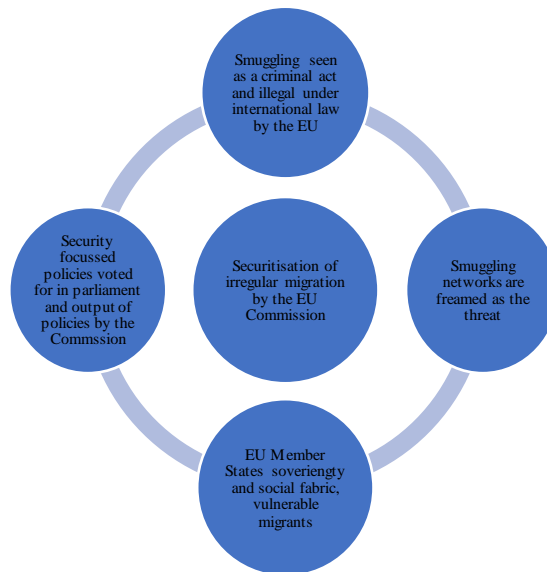 Smuggling seen
as a criminal act
and illegal under
international law
by the EU
Security
focussed
policies voted
for in parliament
and output of
policies by the
Commssion
Securitisation of
irregular migration
by the EU
Commission
Smuggling
networks are
freamed as the
threat
EU Member
States soveriengty
and social fabric,
vulnerable
migrants